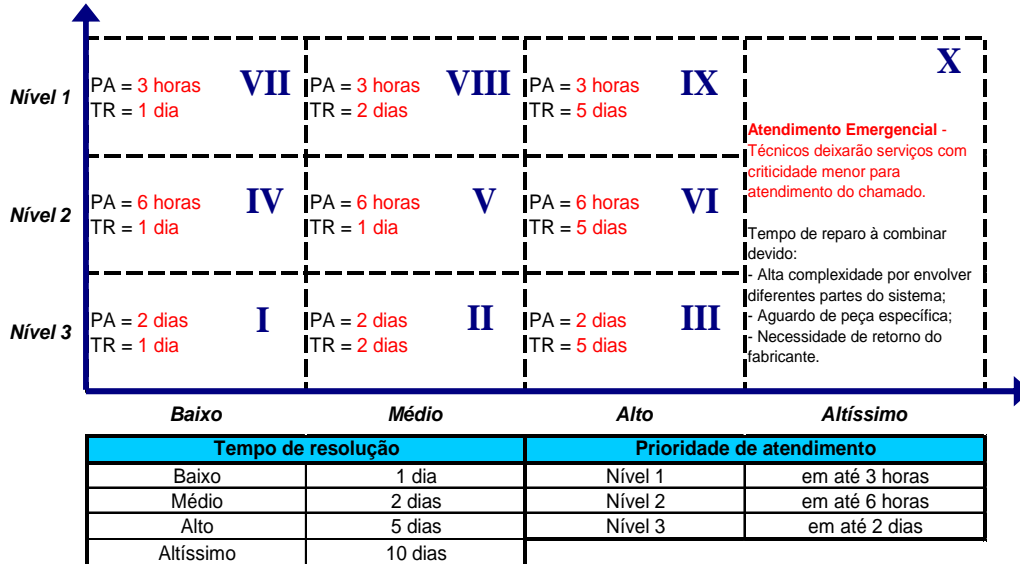 Nível 1
PA = 3 horas
TR = 1 dia
VII
PA = 3 horas
TR = 2 dias
VIII
PA = 3 horas
TR = 5 dias
IX
X
Atendimento Emergencial -
Técnicos deixarão serviços com
criticidade menor para
atendimento do chamado.
Tempo de reparo à combinar
devido:
- Alta complexidade por envolver
diferentes partes do sistema;
- Aguardo de peça específica;
- Necessidade de retorno do
fabricante.
Nível 2
PA = 6 horas
TR = 1 dia
IV
PA = 6 horas
TR = 1 dia
V
PA = 6 horas
TR = 5 dias
VI
Nível 3
PA = 2 dias
TR = 1 dia
I
PA = 2 dias
TR = 2 dias
II
PA = 2 dias
TR = 5 dias
III
Baixo Médio Alto Altíssimo
Tempo de resolução Prioridade de atendimento
Baixo 1 dia Nível 1 em até 3 horas
Médio 2 dias Nível 2 em até 6 horas
Alto 5 dias Nível 3 em até 2 dias
Altíssimo 10 dias